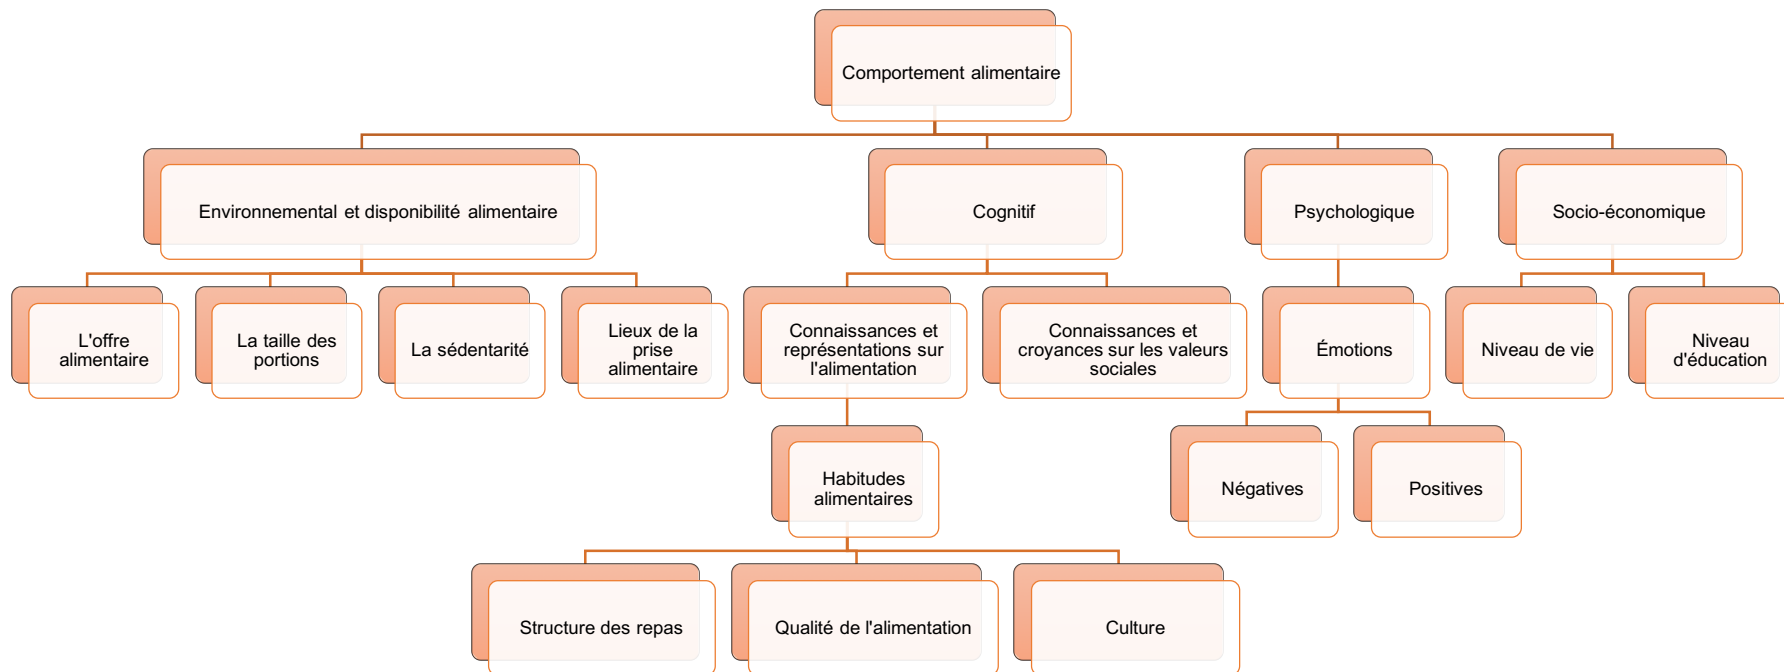 Comportement alimentaire
Environnemental et disponibilité alimentaire
Cognitif
Psychologique
Socio-économique
L'offre
alimentaire
La taille des
portions
La sédentarité
Lieux de la
prise
alimentaire
Connaissances et
représentations sur
l'alimentation
Connaissances et
croyances sur les valeurs
sociales
Émotions
Niveau de vie
Niveau
d'éducation
Habitudes
alimentaires
Négatives
Positives
Structure des repas
Qualité de l'alimentation
Culture